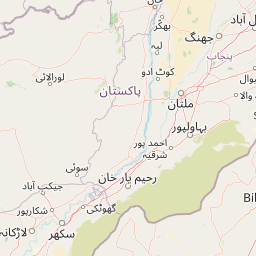 بھکر
ل آباد
جھنگ
لیہ
پنجاب
لورالائی
کوٹ ادو
پاکستان
ملتان
بہاولپور
احمد پور
شرقیہ
سوئی
رحیم یار خان
جیکب آباد
گھوٹکی
شکارپور
لاڑکانہ
سکھر
Bi